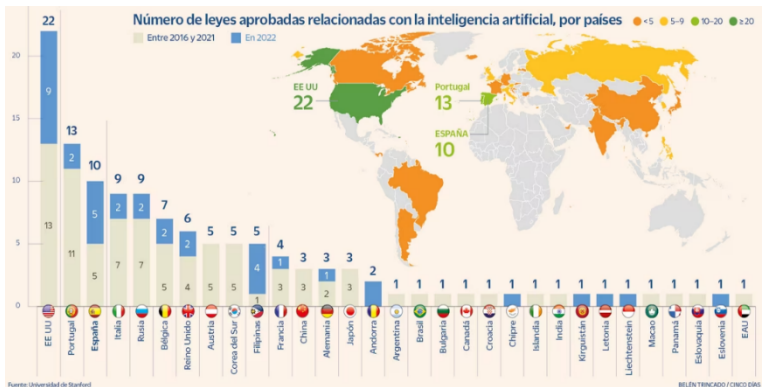 Número de leyes aprobadas relacionadas con la inteligencia artificial, por países
<5 5-9 10-20 ≥20
Entre 2016 y 2021 En 2022
EE UU
22
Portugal
13
ESPAÑA
10
20
15
10
5
0
22 13 10 9 9 7 6 5 5 5 4 3 3 3 2 1 1 1 1 1 1 1 1 1 1 1 1 1 1 1 1
9 2 5 2 2 2 2 4 1 1
13 11 5 7 7 5 4 5 5 1 3 3 2 3
EE UU
Portugal
España
Italia
Rusia
Bélgica
Reino Unido
Austria
Corea del Sur
Filipinas
Francia
China
Alemania
Japón
Andorra
Argentina
Brasil
Bulgaria
Canadá
Croacia
Chipre
Islandia
India
Kirguistán
Letonia
Liechtenstein
Macao
Panamá
Eslovaquia
Eslovenia
EAU
Fuente: Universidad de Stanford
BELÉN TRINCADO / CINCO DÍAS